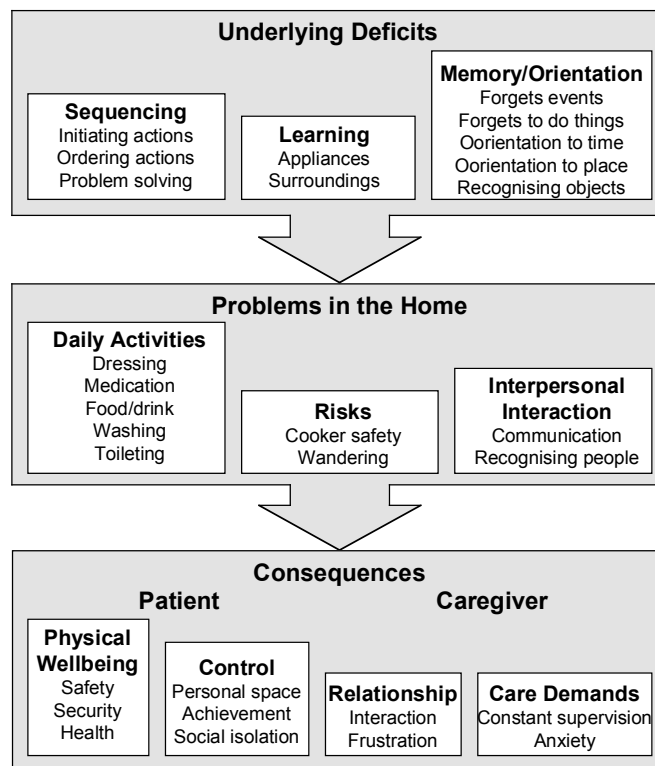 Underlying Deficits
Sequencing
Initiating actions
Ordering actions
Problem solving
Learning
Appliances
Surroundings
Memory/Orientation
Forgets events
Forgets to do things
Oorientation to time
Oorientation to place
Recognising objects
Problems in the Home
Daily Activities
Dressing
Medication
Food/drink
Washing
Toileting
Risks
Cooker safety
Wandering
Interpersonal
Interaction
Communication
Recognising people
Consequences
Patient
Caregiver
Physical
Wellbeing
Safety
Security
Health
Control
Personal space
Achievement
Social isolation
Relationship
Interaction
Frustration
Care Demands
Constant supervision
Anxiety